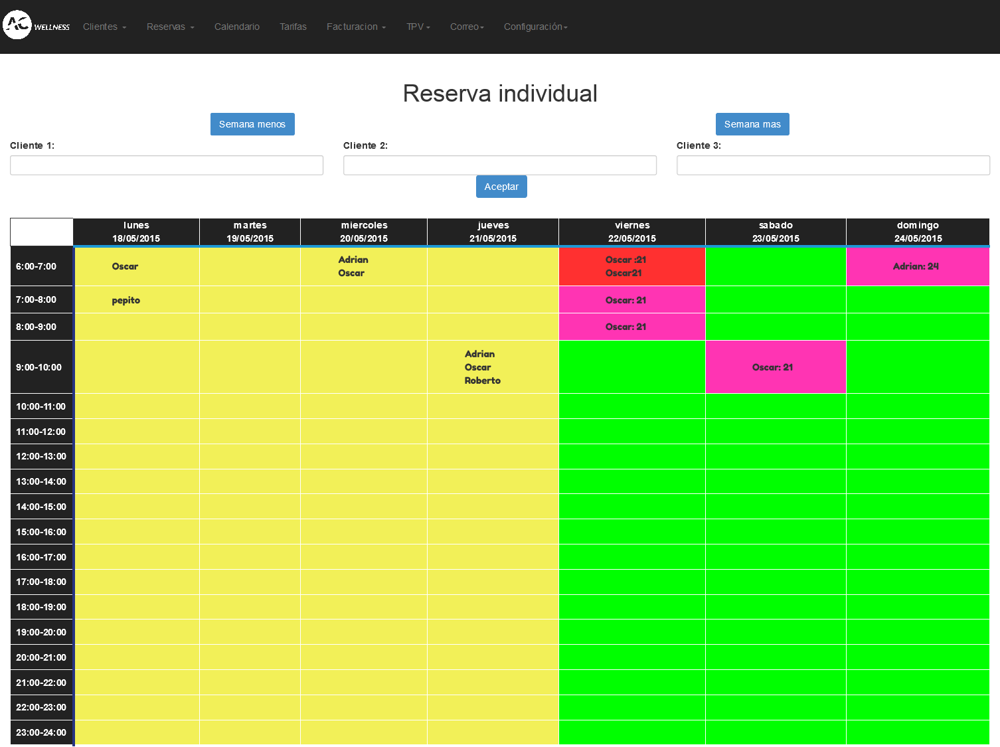 AC WELLNESS Clientes Reservas Calendario Tarifas Facturacion TPV Correo Configuración
Reserva individual
Semana menos Semana mas
Cliente 1: Cliente 2: Cliente 3:
Aceptar
lunes martes miercoles jueves viernes sabado domingo
18/05/2015 19/05/2015 20/05/2015 21/05/2015 22/05/2015 23/05/2015 24/05/2015
6:00-7:00 Oscar Adrian Oscar :21 Adrian: 24
Oscar Oscar21
7:00-8:00 pepito Oscar: 21
8:00-9:00 Oscar: 21
Adrian
9:00-10:00 Oscar Oscar: 21
Roberto
10:00-11:00
11:00-12:00
12:00-13:00
13:00-14:00
14:00-15:00
15:00-16:00
16:00-17:00
17:00-18:00
18:00-19:00
19:00-20:00
20:00-21:00
21:00-22:00
22:00-23:00
23:00-24:00